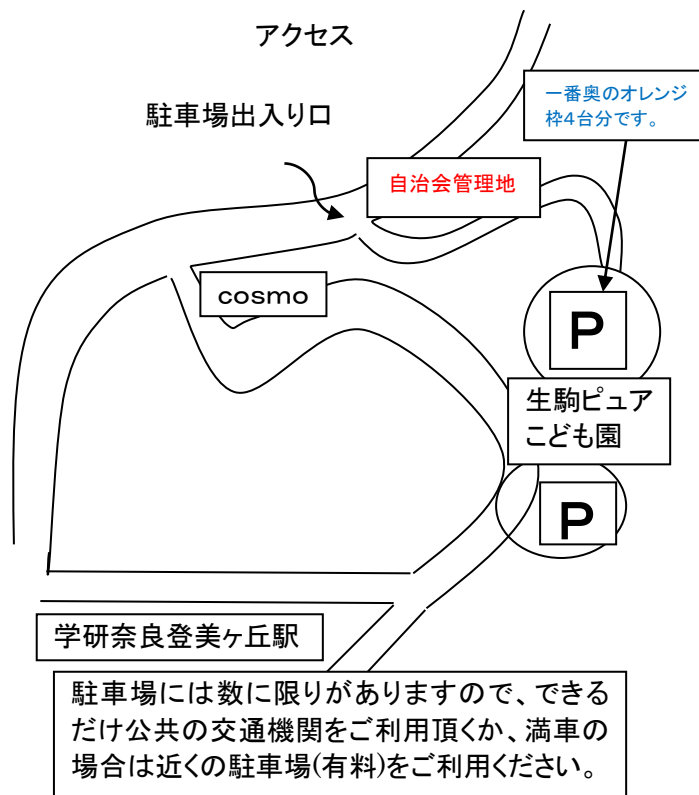 アクセス
駐車場出入り口
一番奥のオレンジ
枠4台分です。
自治会管理地
cosmo
P
生駒ピュア
こども園
P
学研奈良登美ヶ丘駅
駐車場には数に限りがありますので、できる
だけ公共の交通機関をご利用頂くか、満車の
場合は近くの駐車場(有料)をご利用ください。